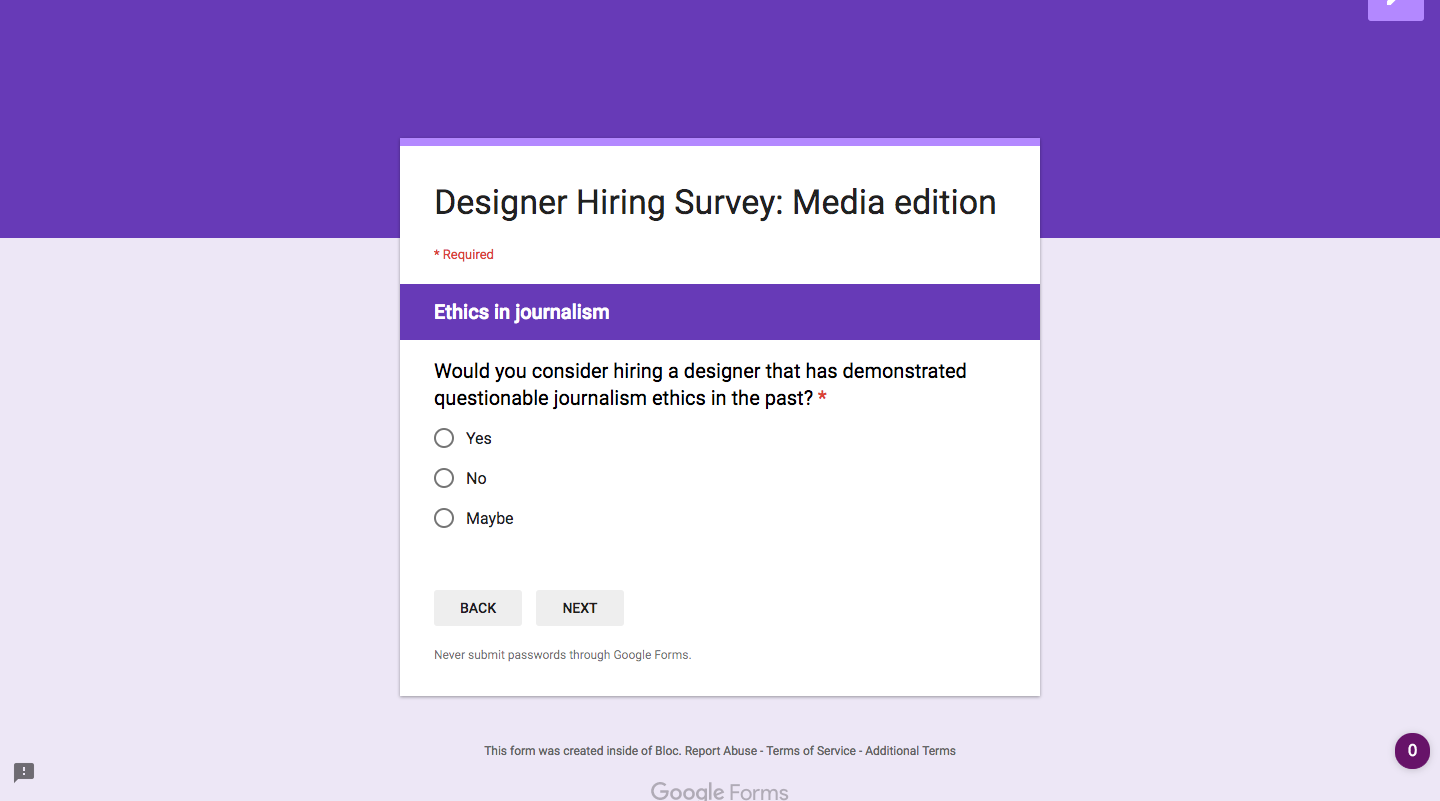 Designer Hiring Survey: Media edition
* Required
Ethics in journalism
Would you consider hiring a designer that has demonstrated
questionable journalism ethics in the past? *
Yes
No
Maybe
BACK
NEXT
Never submit passwords through Google Forms.
This form was created inside of Bloc. Report Abuse - Terms of Service - Additional Terms
0
Google Forms